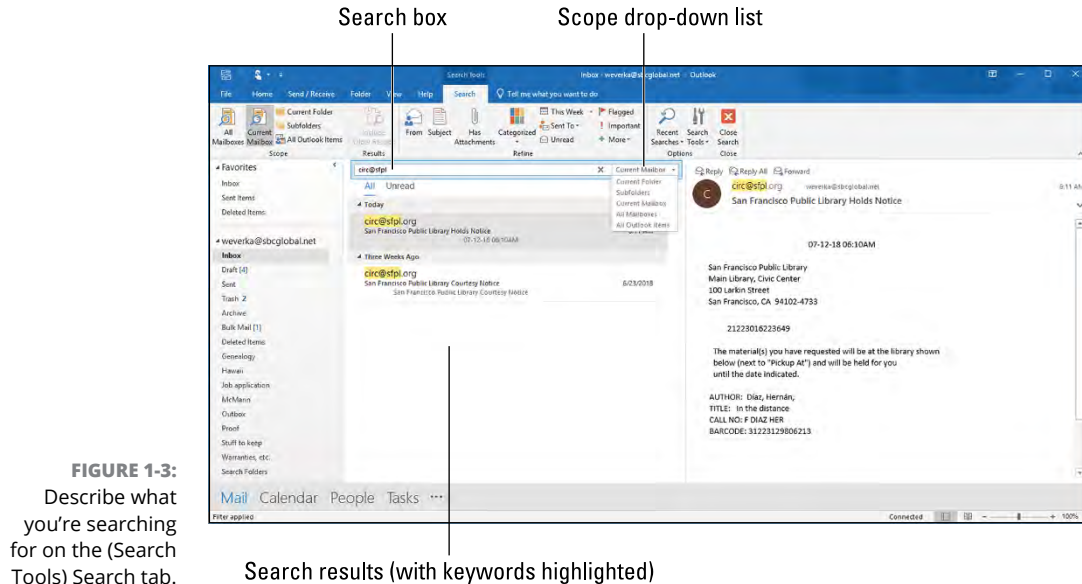 Search box
Scope drop-down list
Search Tools
Inbox - weverka@sbcglobal.net - Outlook
File Home Send / Receive Folder View Help Search Tell me what you want to do
All Mailboxes
Current Mailbox
Current Folder
Subfolders
All Outlook Items
Scope
Results
From
Subject
Has Attachments
Categorized
This Week
Sent To
Unread
Flagged
Important
More
Refine
Recent Searches
Search Tools
Options
Close Search
Close
Favorites
Inbox
Sent Items
Deleted Items
weverka@sbcglobal.net
Inbox
Draft [4]
Sent
Trash 2
Archive
Bulk Mail [1]
Deleted Items
Genealogy
Hawaii
Job application
McMann
Outbox
Proof
Stuff to keep
Warranties, etc.
Search Folders
circ@sfpl
Current Mailbox
Current Folder
Subfolders
Current Mailbox
All Mailboxes
All Outlook Items
All Unread
Today
circ@sfpl.org
San Francisco Public Library Holds Notice
07-12-18 06:10AM
Three Weeks Ago
circ@sfpl.org
San Francisco Public Library Courtesy Notice 6/23/2018
San Francisco Public Library Courtesy Notice
Reply Reply All Forward
C
circ@sfpl.org weverka@sbcglobal.net 9:11 AM
San Francisco Public Library Holds Notice
07-12-18 06:10AM
San Francisco Public Library
Main Library, Civic Center
100 Larkin Street
San Francisco, CA 94102-4733
21223016223649
The material(s) you have requested will be at the library shown
below (next to "Pickup At") and will be held for you
until the date indicated.
AUTHOR: Díaz, Hernán,
TITLE: In the distance
CALL NO: F DIAZ HER
BARCODE: 31223129806213
Mail Calendar People Tasks ...
Filter applied
Connected
100%
FIGURE 1-3:
Describe what
you're searching
for on the (Search
Tools) Search tab.
Search results (with keywords highlighted)